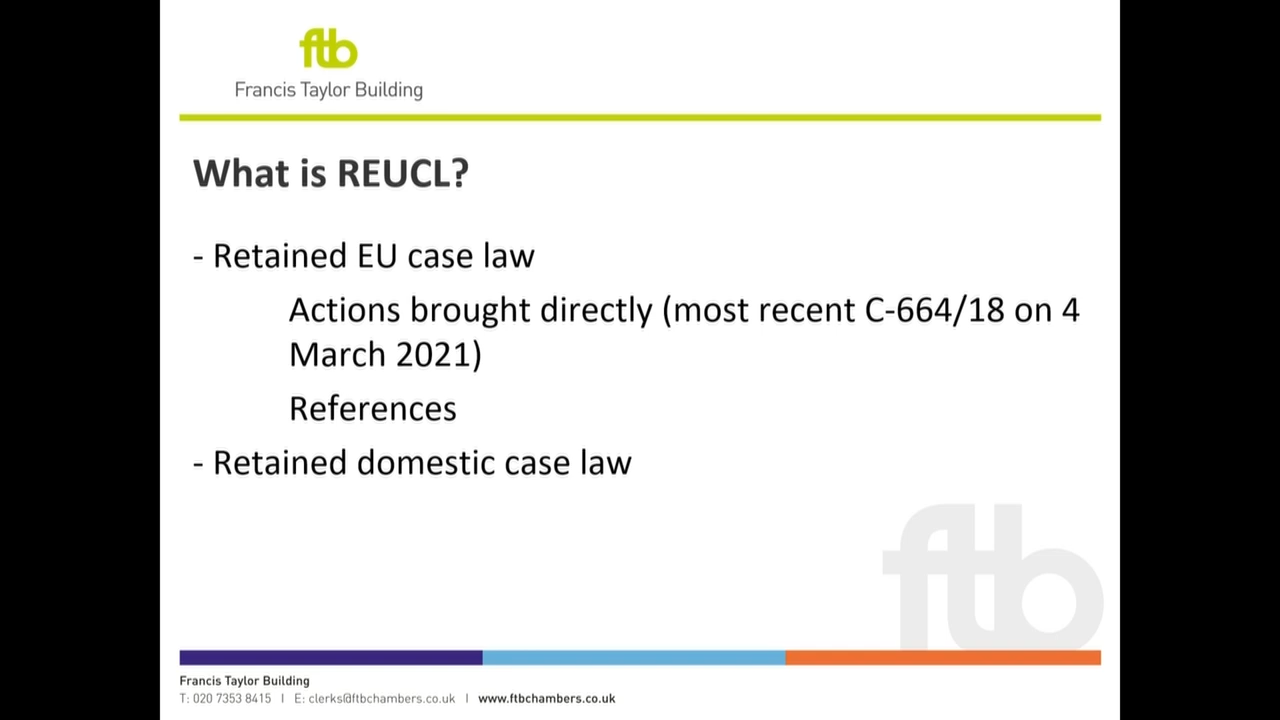 ftb
Francis Taylor Building
What is REUCL?
- Retained EU case law
Actions brought directly (most recent C-664/18 on 4
March 2021)
References
- Retained domestic case law
ftb
Francis Taylor Building
T: 020 7353 8415 I E: clerks@ftbchambers.co.uk I www.ftbchambers.co.uk